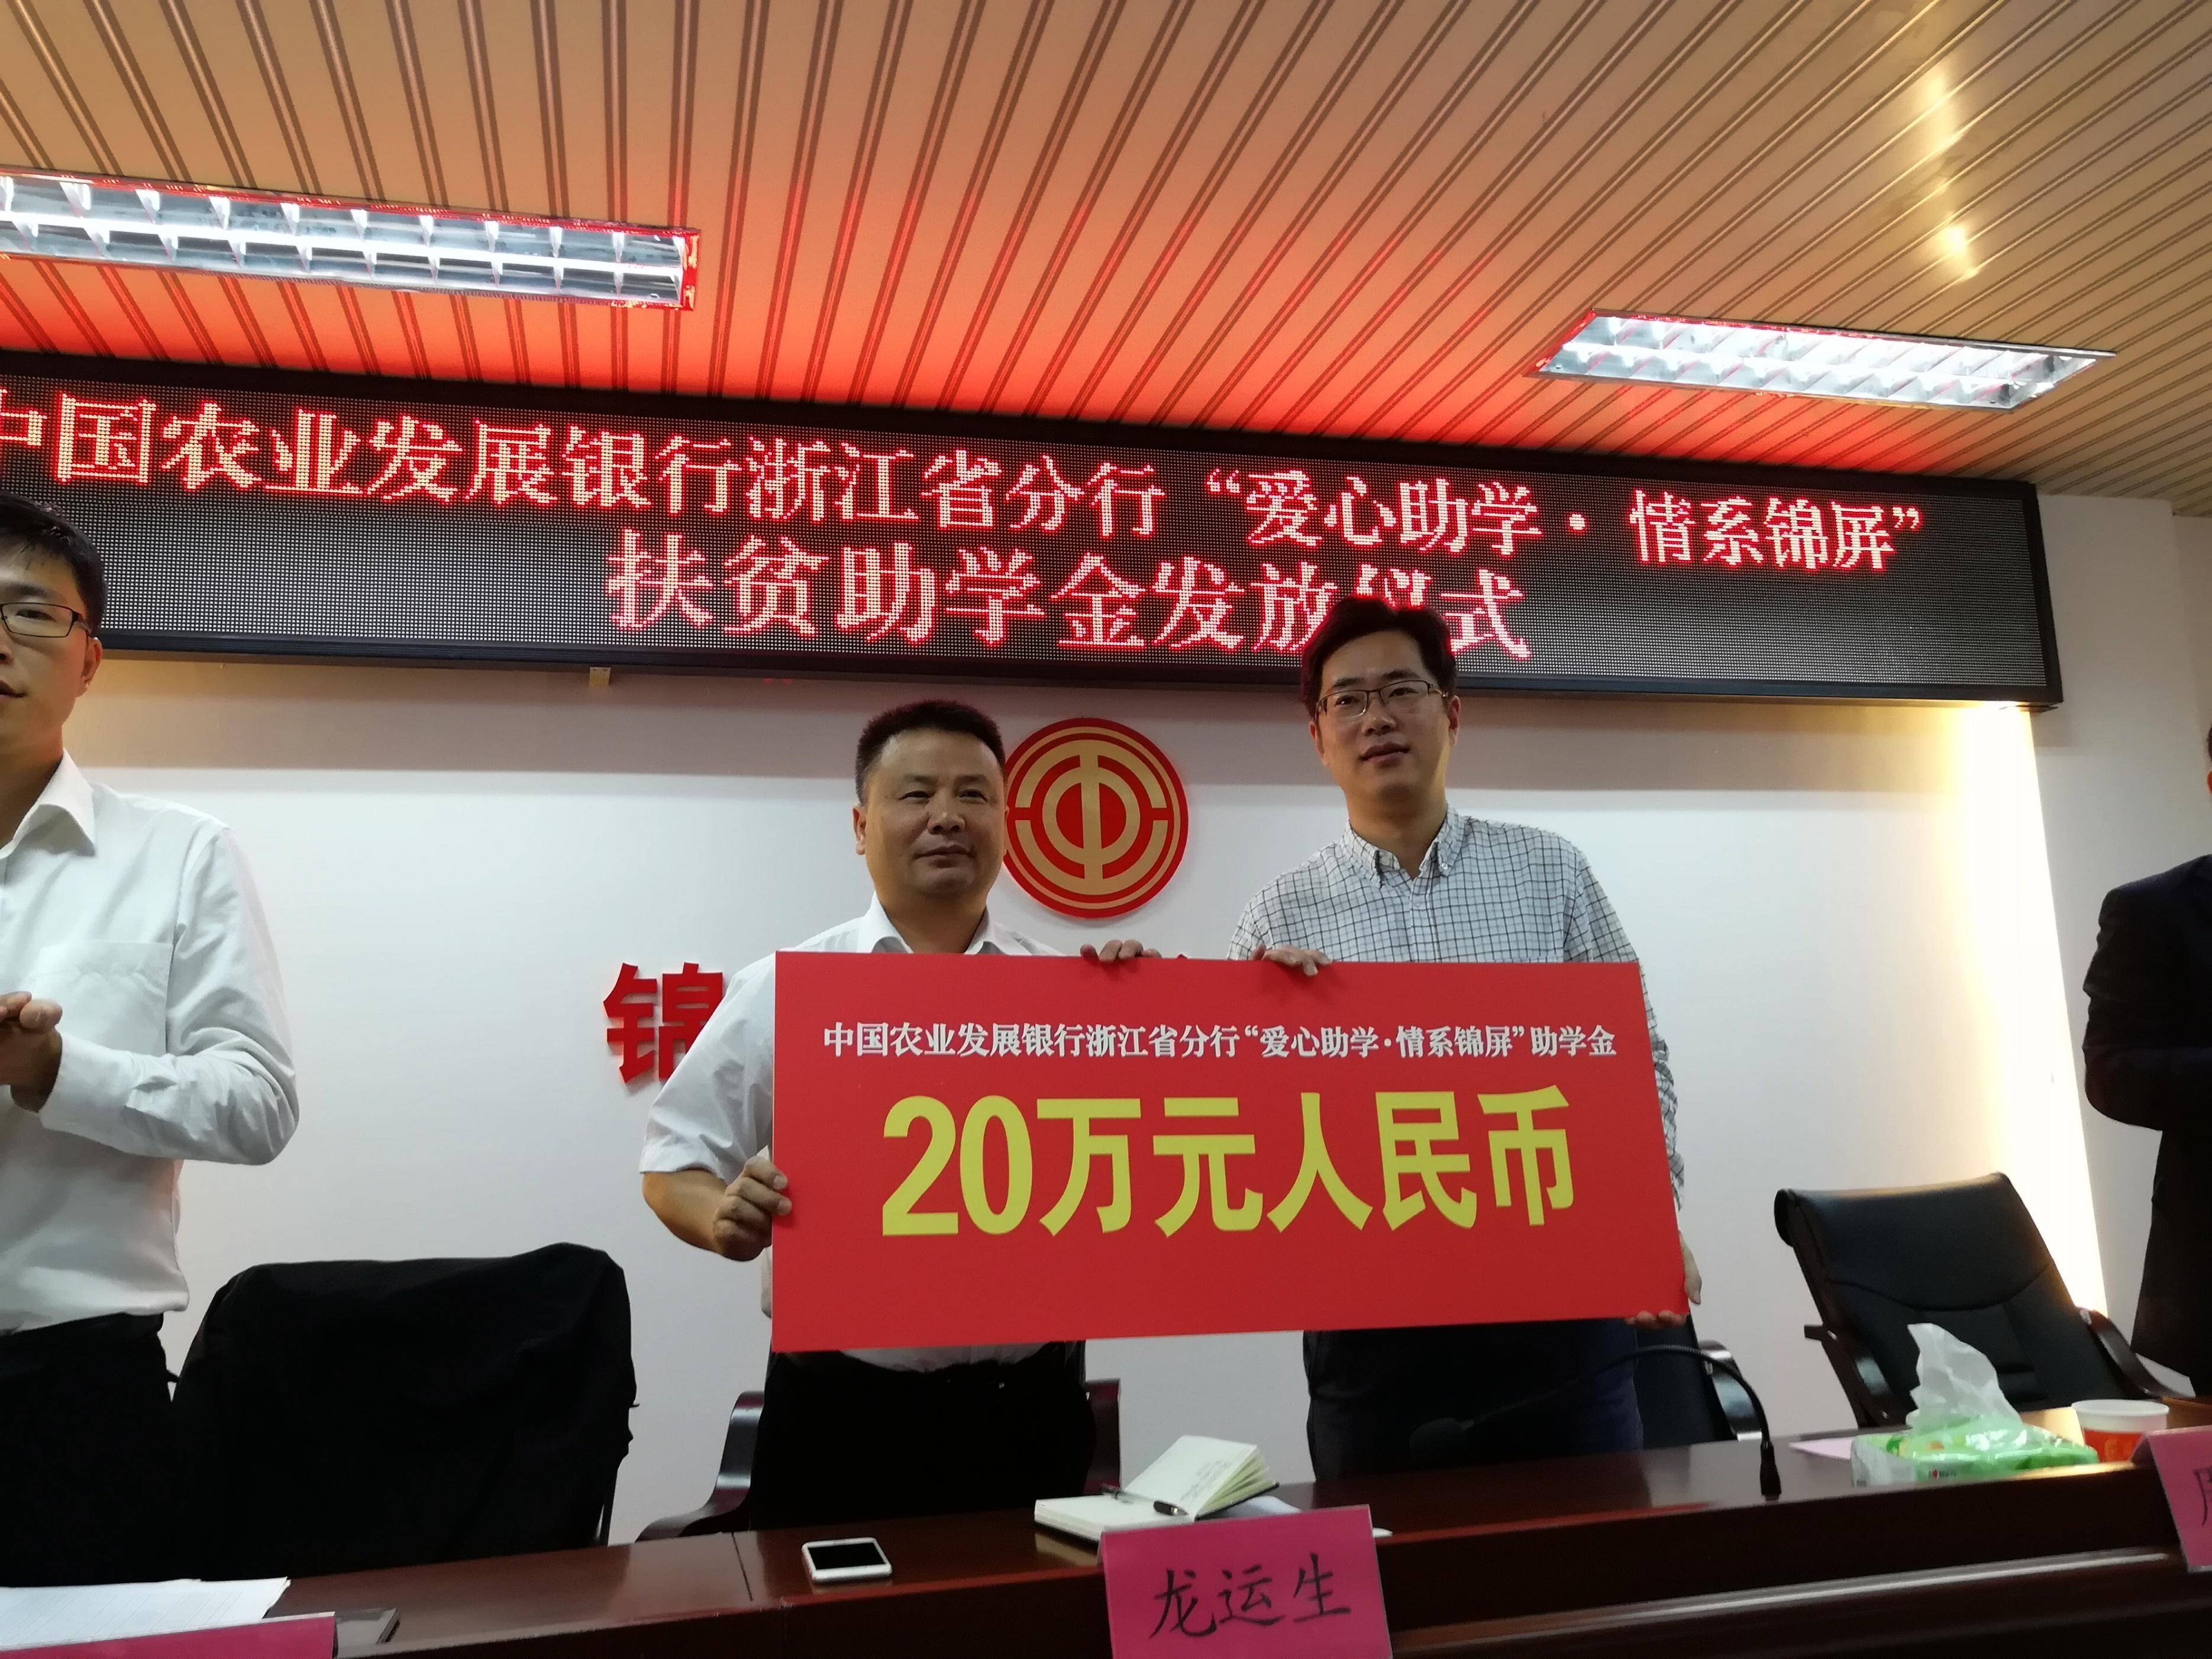 中国农业发展银行浙江省分行“爱心助学·情系锦屏”
扶贫助学金发放仪式
锦
中国农业发展银行浙江省分行“爱心助学·情系锦屏”助学金
20万元人民币
龙运生